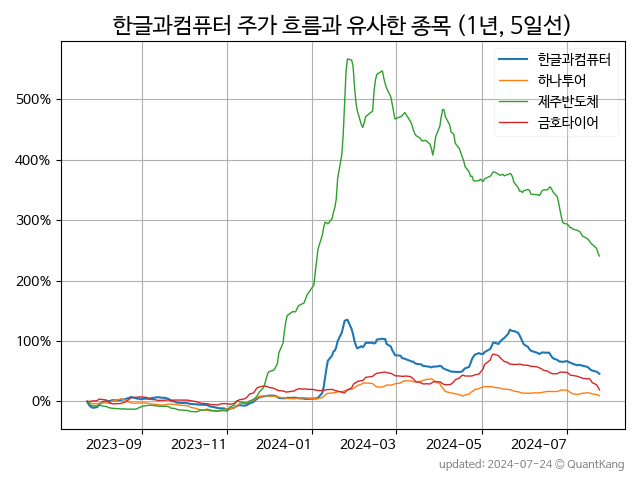 한글과컴퓨터 주가 흐름과 유사한 종목 (1년, 5일선)
한글과컴퓨터
하나투어
제주반도체
금호타이어
500%
400%
300%
200%
100%
0%
2023-09 2023-11 2024-01 2024-03 2024-05 2024-07
updated: 2024-07-24 @ QuantKang